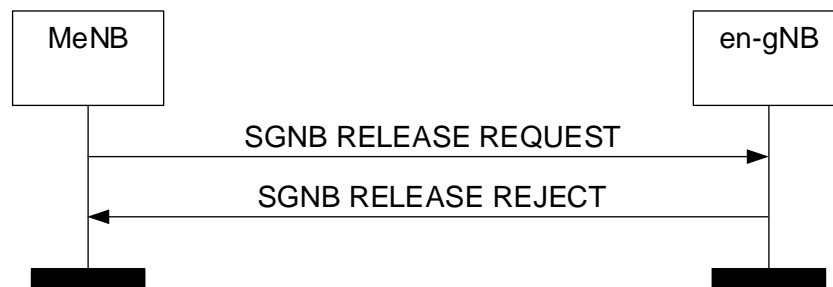 MeNB
en-gNB
SGNB RELEASE REQUEST
SGNB RELEASE REJECT